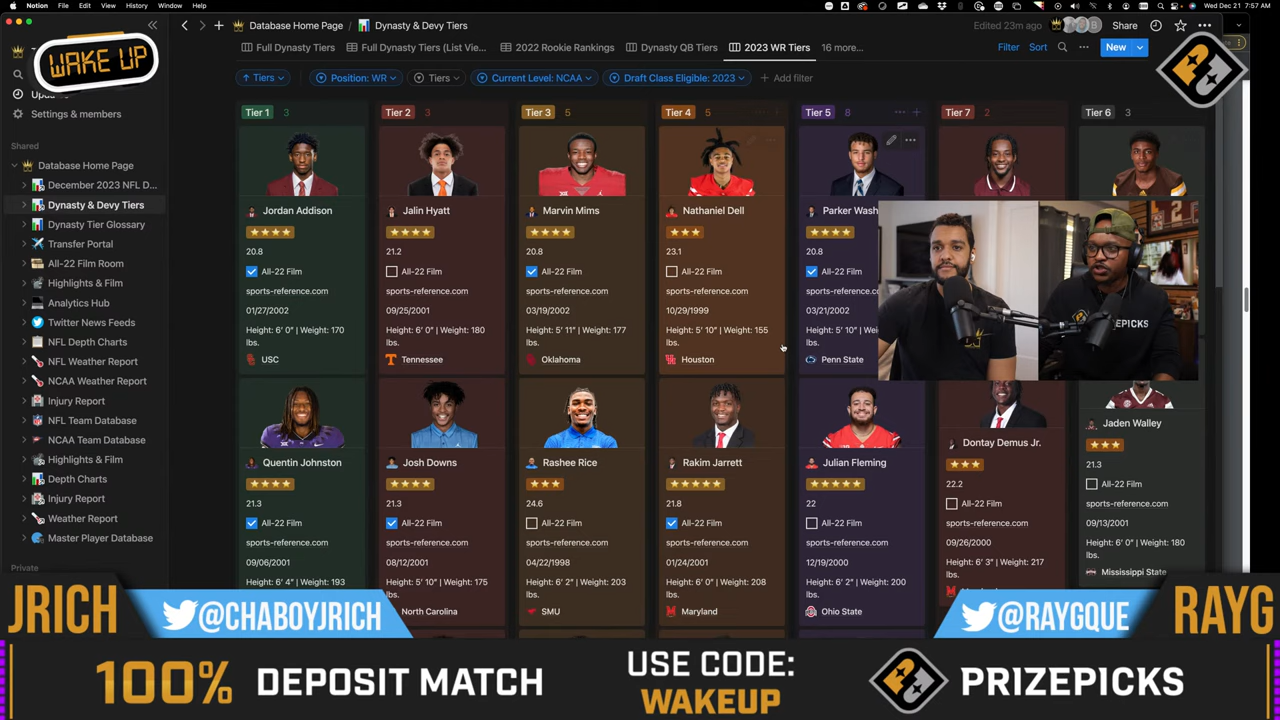 Notion File Edit View History Window Help
Wed Dec 21 7:57 AM
Database Home Page / Dynasty & Devy Tiers
Edited 23m ago
Share
WAKE UP
Settings & members
Shared
Database Home Page
December 2023 NFL D...
Dynasty & Devy Tiers
Dynasty Tier Glossary
Transfer Portal
All-22 Film Room
Highlights & Film
Analytics Hub
Twitter News Feeds
NFL Depth Charts
NFL Weather Report
NCAA Weather Report
Injury Report
NFL Team Database
NCAA Team Database
Highlights & Film
Depth Charts
Injury Report
Weather Report
Master Player Database
Private
Full Dynasty Tiers
Full Dynasty Tiers (List Vie...
2022 Rookie Rankings
Dynasty QB Tiers
2023 WR Tiers
16 more...
Filter
Sort
New
Tiers
Position: WR
Tiers
Current Level: NCAA
Draft Class Eligible: 2023
+ Add filter
Tier 1 3
Jordan Addison
20.8
All-22 Film
sports-reference.com
01/27/2002
Height: 6' 0" | Weight: 170
lbs.
USC
Quentin Johnston
21.3
All-22 Film
sports-reference.com
09/06/2001
Height: 6' 4" | Weight: 193
Tier 2 3
Jalin Hyatt
21.2
All-22 Film
sports-reference.com
09/25/2001
Height: 6' 0" | Weight: 180
lbs.
Tennessee
Josh Downs
21.3
All-22 Film
sports-reference.com
08/12/2001
Height: 5' 10" | Weight: 175
lbs.
North Carolina
Tier 3 5
Marvin Mims
20.8
All-22 Film
sports-reference.com
03/19/2002
Height: 5' 11" | Weight: 177
lbs.
Oklahoma
Rashee Rice
24.6
All-22 Film
sports-reference.com
04/22/1998
Height: 6' 2" | Weight: 203
lbs.
SMU
Tier 4 5
Nathaniel Dell
23.1
All-22 Film
sports-reference.com
10/29/1999
Height: 5' 10" | Weight: 155
lbs.
Houston
Rakim Jarrett
21.8
All-22 Film
sports-reference.com
01/24/2001
Height: 6' 0" | Weight: 208
lbs.
Maryland
Tier 5 8
Parker Wash
20.8
All-22 Film
sports-reference.com
03/21/2002
Height: 5' 10"
lbs.
Penn State
Julian Fleming
22
All-22 Film
sports-reference.com
12/19/2000
Height: 6' 2" | Weight: 200
lbs.
Ohio State
Tier 7 2
Dontay Demus Jr.
22.2
All-22 Film
sports-reference.com
09/26/2000
Height: 6' 3" | Weight: 217
lbs.
Tier 6 3
Jaden Walley
21.3
All-22 Film
sports-reference.com
09/13/2001
Height: 6' 0" | Weight: 180
lbs.
Mississippi State
JRICH
@CHABOYJRICH
@RAYGQUE
RAYG
100% DEPOSIT MATCH
USE CODE:
WAKEUP
PRIZEPICKS